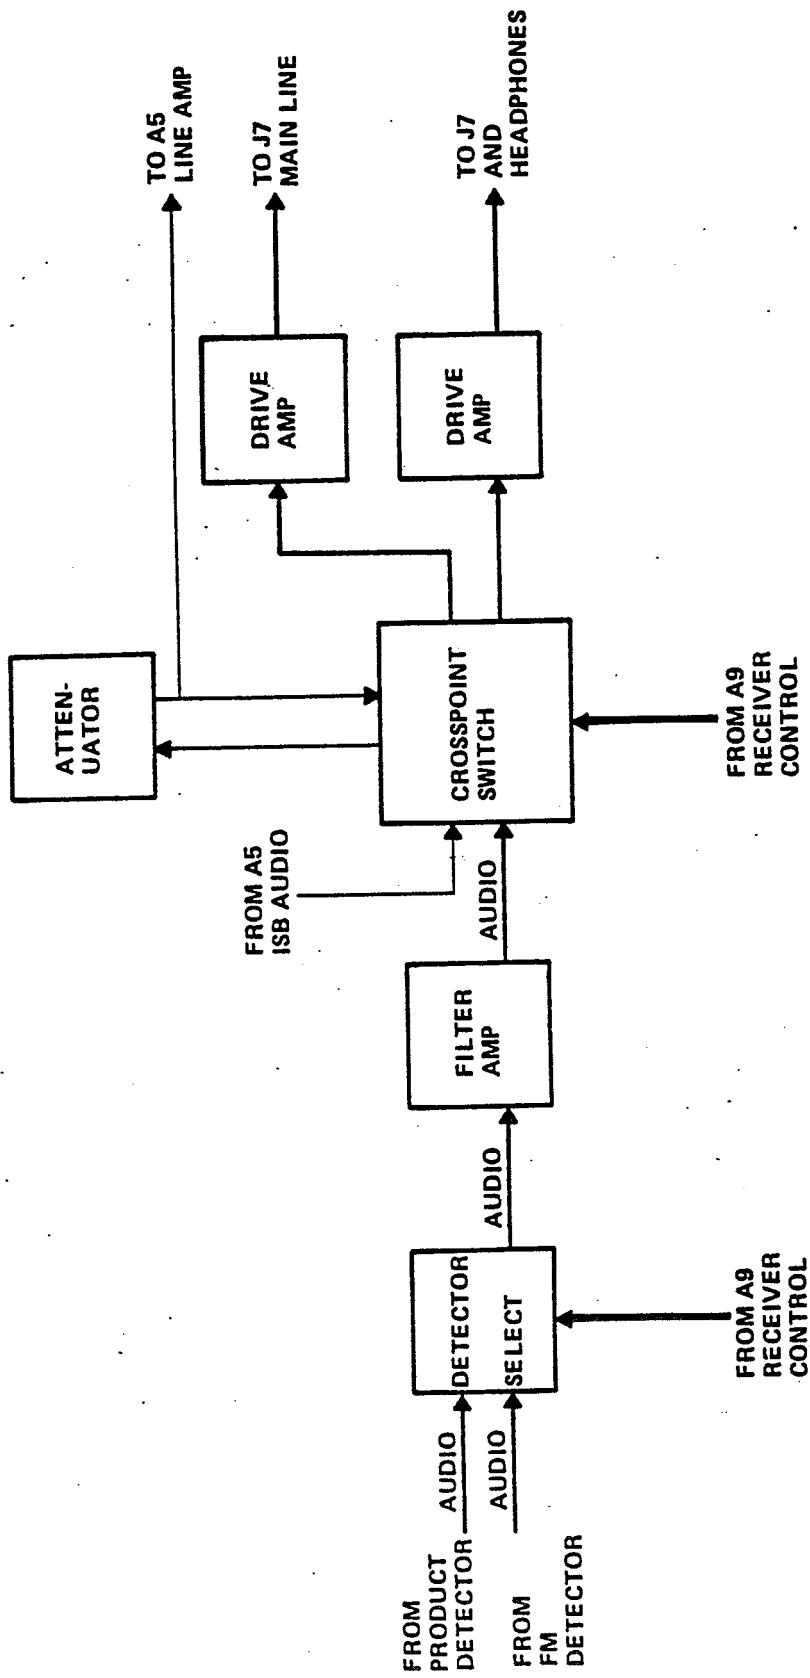 FROM
PRODUCT
DETECTOR
AUDIO
FROM
FM
DETECTOR
AUDIO
DETECTOR
SELECT
FROM A9
RECEIVER
CONTROL
AUDIO
FILTER
AMP
AUDIO
FROM A5
ISB AUDIO
CROSSPOINT
SWITCH
FROM A9
RECEIVER
CONTROL
ATTEN-
UATOR
TO A5
LINE AMP
DRIVE
AMP
TO J7
MAIN LINE
DRIVE
AMP
TO J7
AND
HEADPHONES